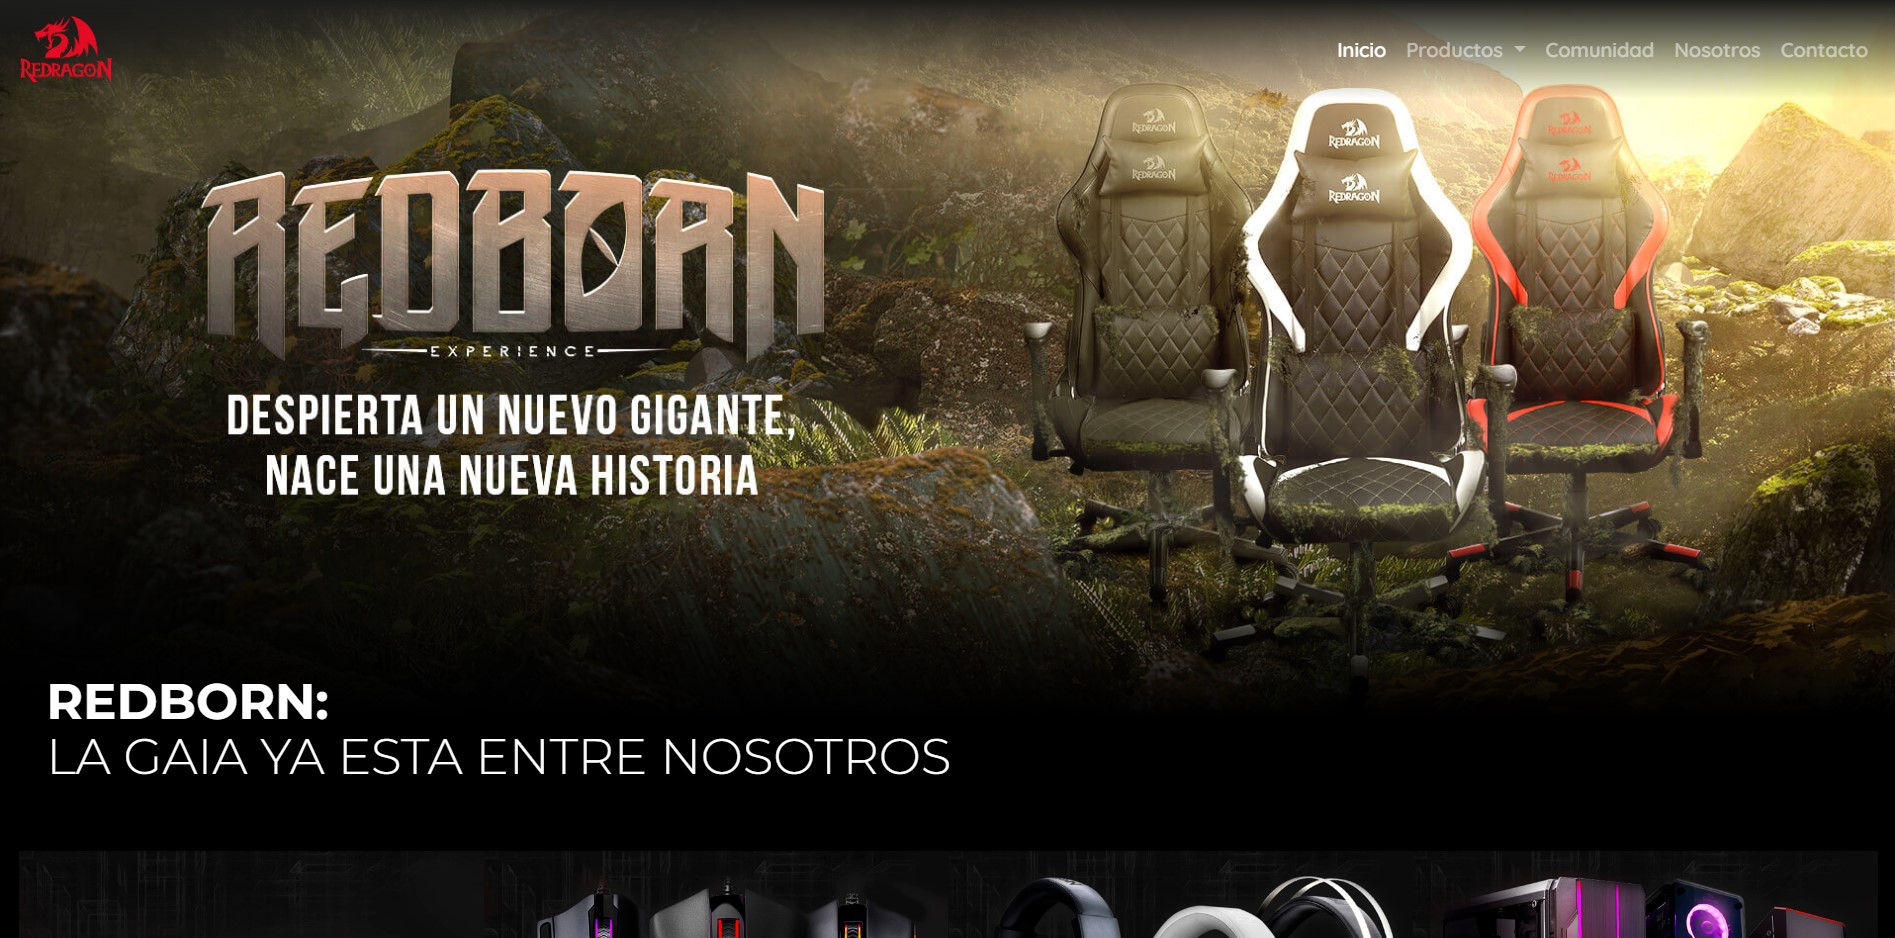 REDRAGON
Inicio Productos Comunidad Nosotros Contacto
REDRAGON
REDRAGON
REDRAGON
REDRAGON
REDRAGON
REDRAGON
REDBORN
EXPERIENCE
DESPIERTA UN NUEVO GIGANTE,
NACE UNA NUEVA HISTORIA
REDBORN:
LA GAIA YA ESTA ENTRE NOSOTROS